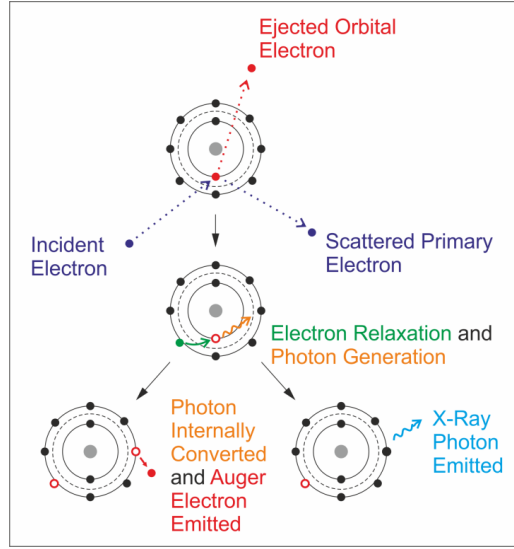 Ejected Orbital
Electron
Incident
Electron
Scattered Primary
Electron
Electron Relaxation and
Photon Generation
Photon
Internally
Converted
and Auger
Electron
Emitted
X-Ray
Photon
Emitted